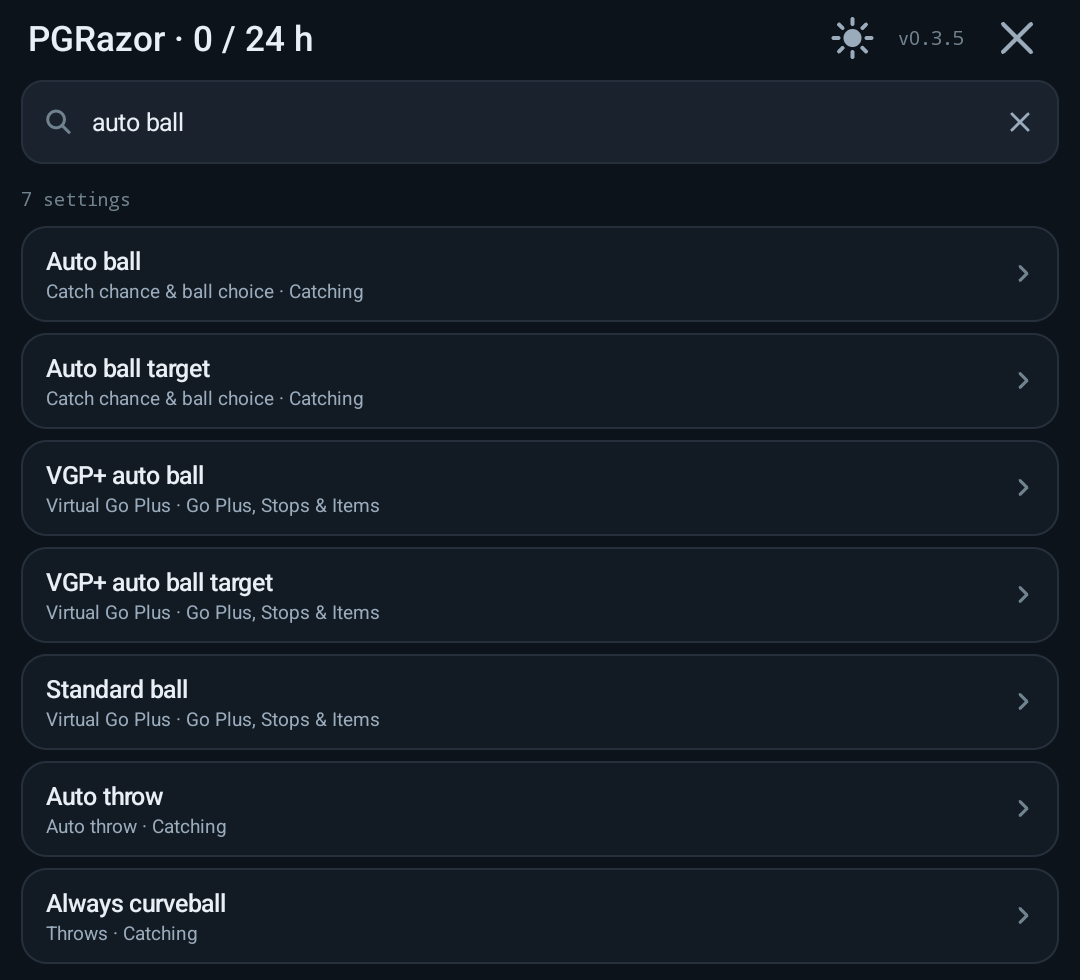 PGRazor · 0 / 24 h
v0.3.5
auto ball
7 settings
Auto ball
Catch chance & ball choice · Catching
Auto ball target
Catch chance & ball choice · Catching
VGP+ auto ball
Virtual Go Plus · Go Plus, Stops & Items
VGP+ auto ball target
Virtual Go Plus · Go Plus, Stops & Items
Standard ball
Virtual Go Plus · Go Plus, Stops & Items
Auto throw
Auto throw · Catching
Always curveball
Throws · Catching